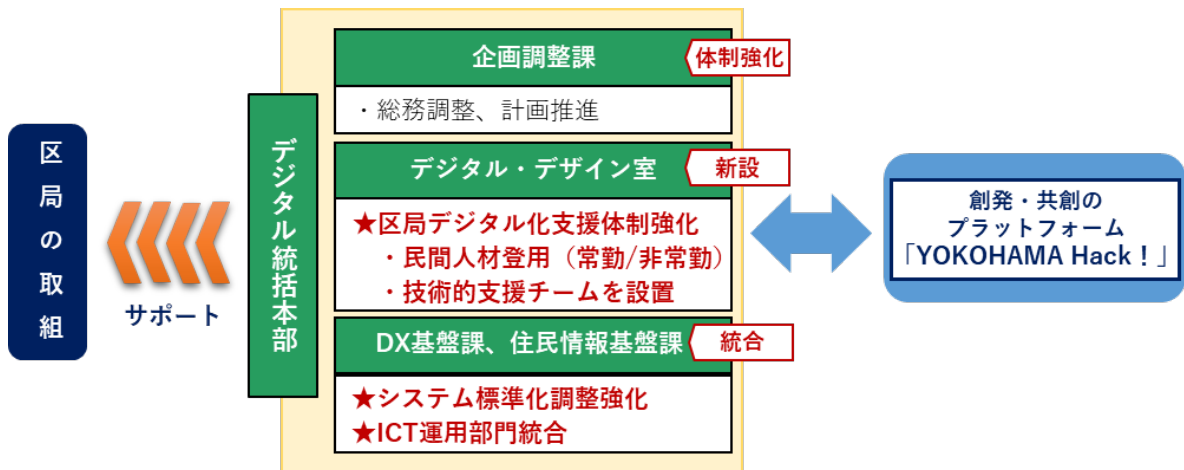 区局の取組
サポート
デジタル統括本部
企画調整課
体制強化
・総務調整、計画推進
デジタル・デザイン室
新設
★区局デジタル化支援体制強化
・民間人材登用（常勤/非常勤）
・技術的支援チームを設置
DX基盤課、住民情報基盤課
統合
★システム標準化調整強化
★ICT運用部門統合
創発・共創の
プラットフォーム
「YOKOHAMA Hack！」